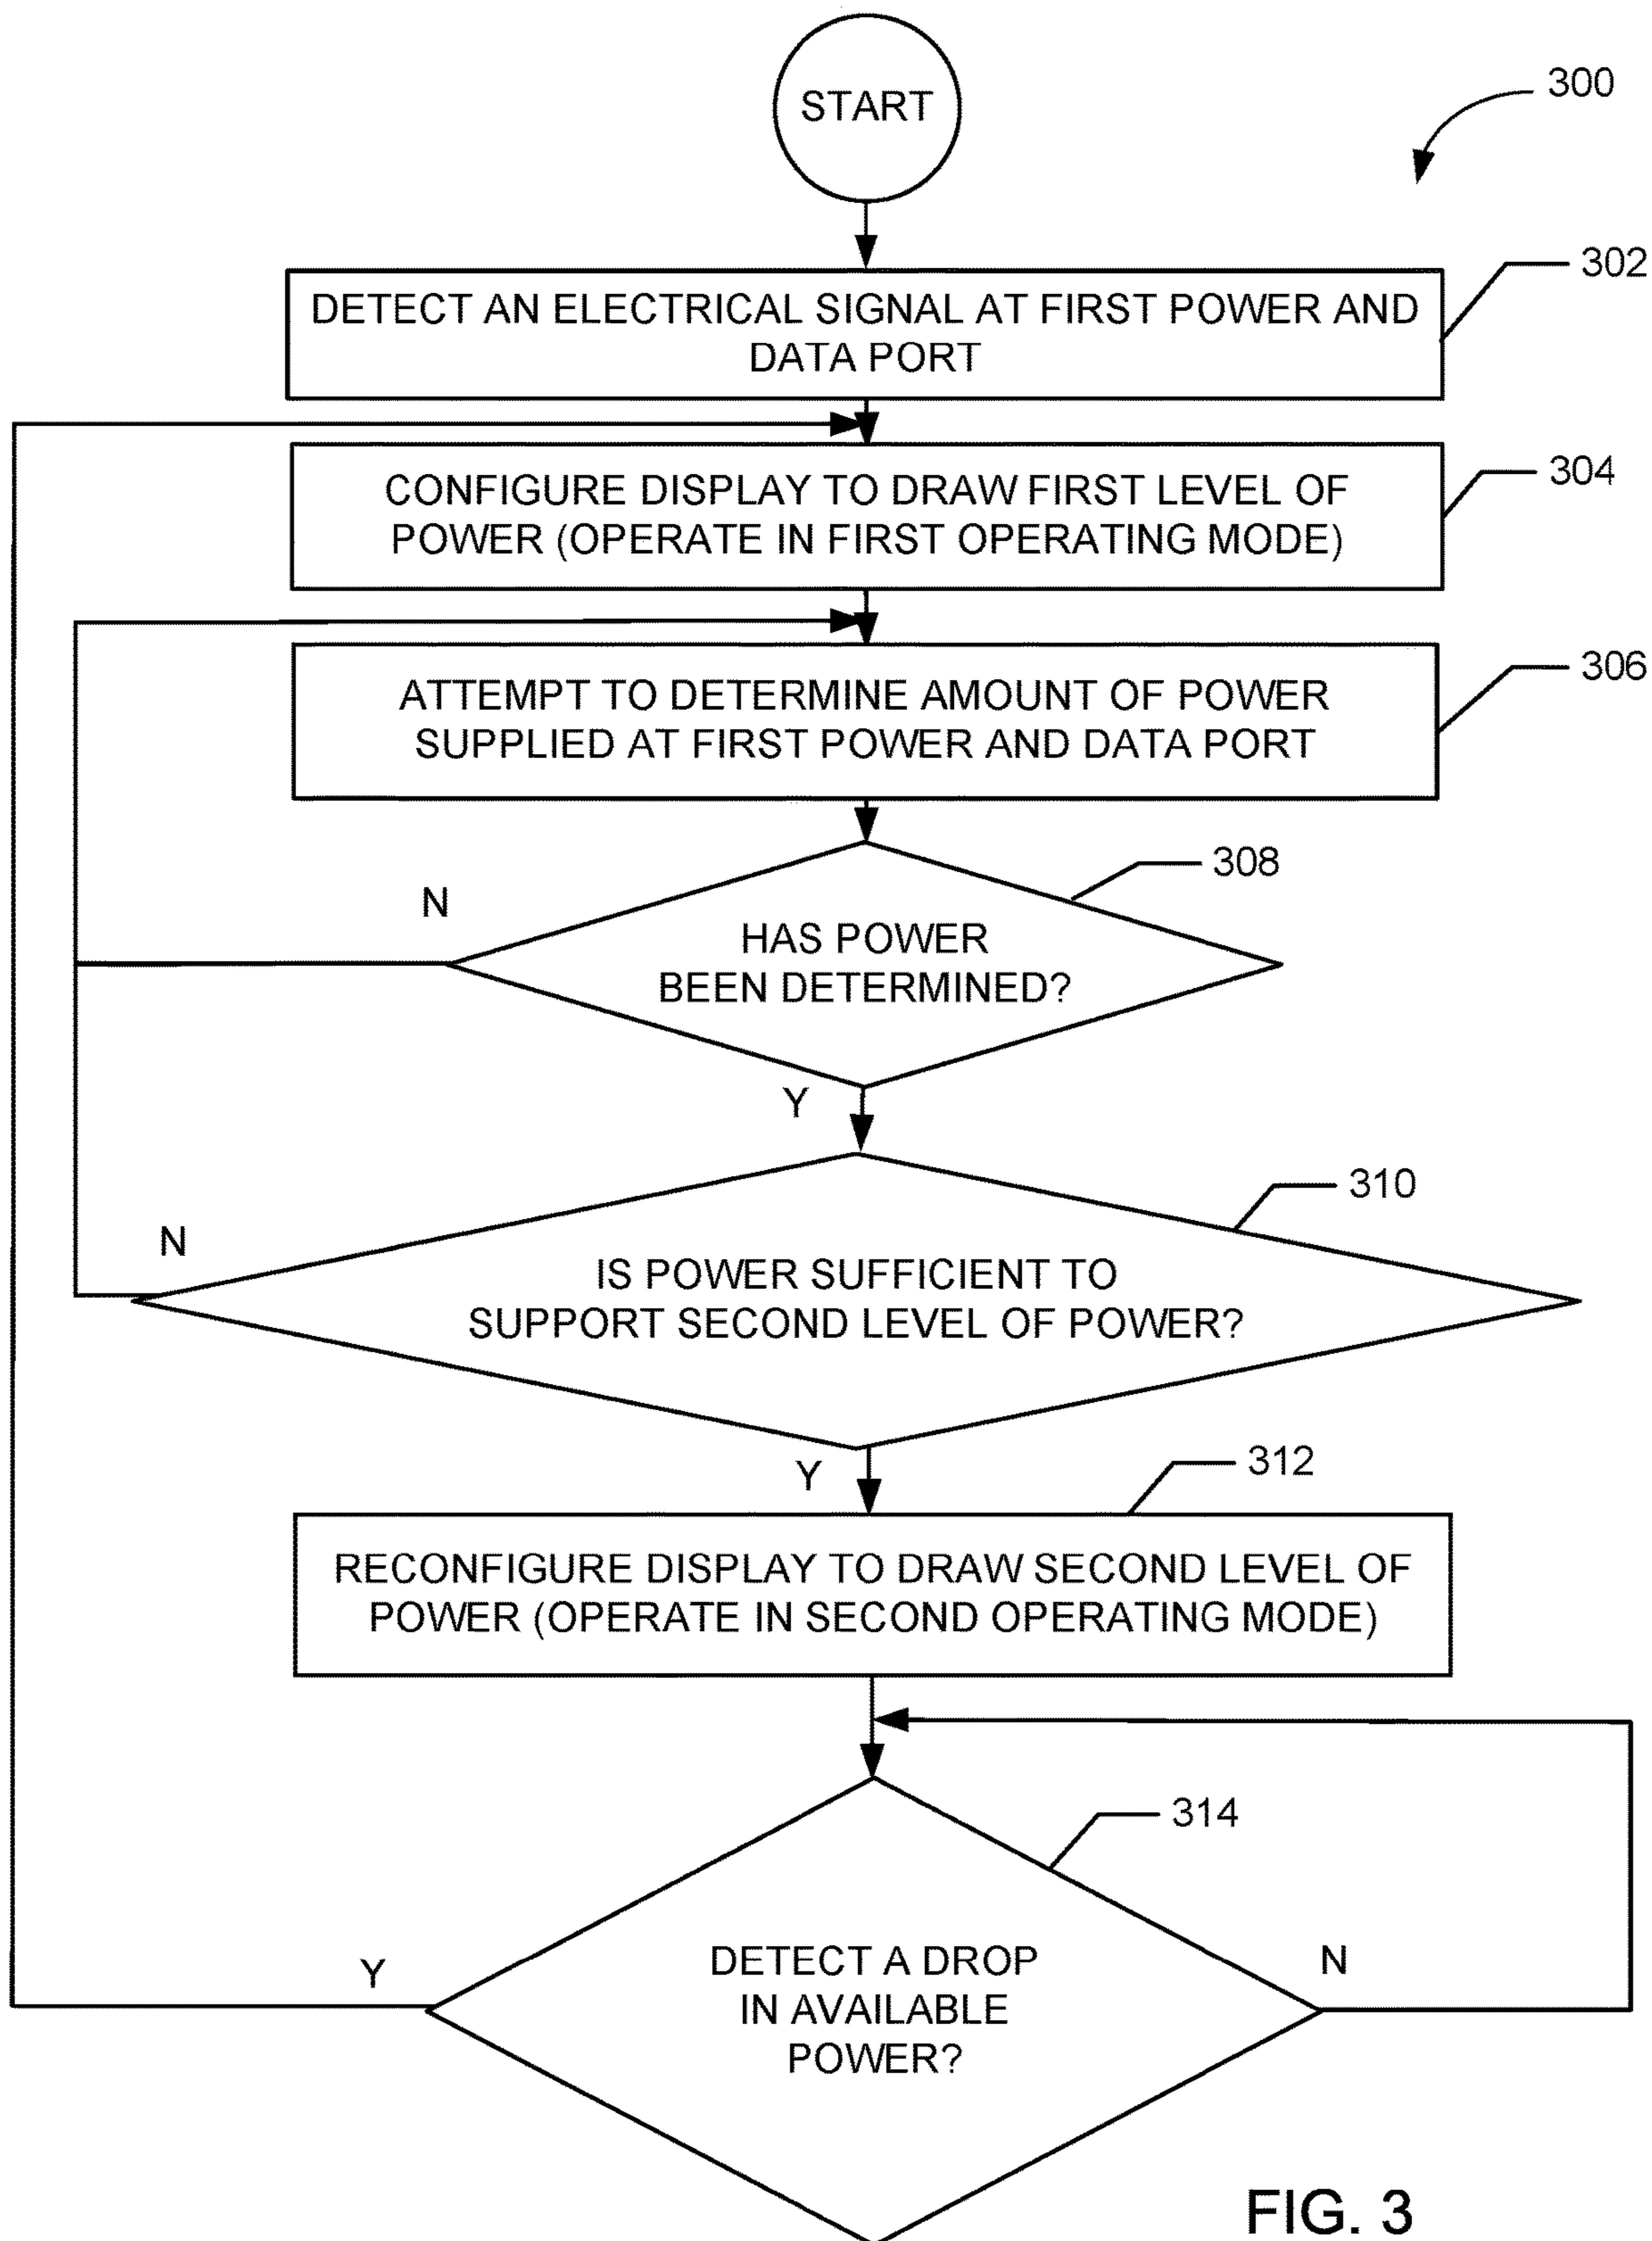 START
300
302
DETECT AN ELECTRICAL SIGNAL AT FIRST POWER AND
DATA PORT
304
CONFIGURE DISPLAY TO DRAW FIRST LEVEL OF
POWER (OPERATE IN FIRST OPERATING MODE)
306
ATTEMPT TO DETERMINE AMOUNT OF POWER
SUPPLIED AT FIRST POWER AND DATA PORT
308
N
HAS POWER
BEEN DETERMINED?
Y
310
N
IS POWER SUFFICIENT TO
SUPPORT SECOND LEVEL OF POWER?
Y
312
RECONFIGURE DISPLAY TO DRAW SECOND LEVEL OF
POWER (OPERATE IN SECOND OPERATING MODE)
314
Y
DETECT A DROP
IN AVAILABLE
POWER?
N
FIG. 3